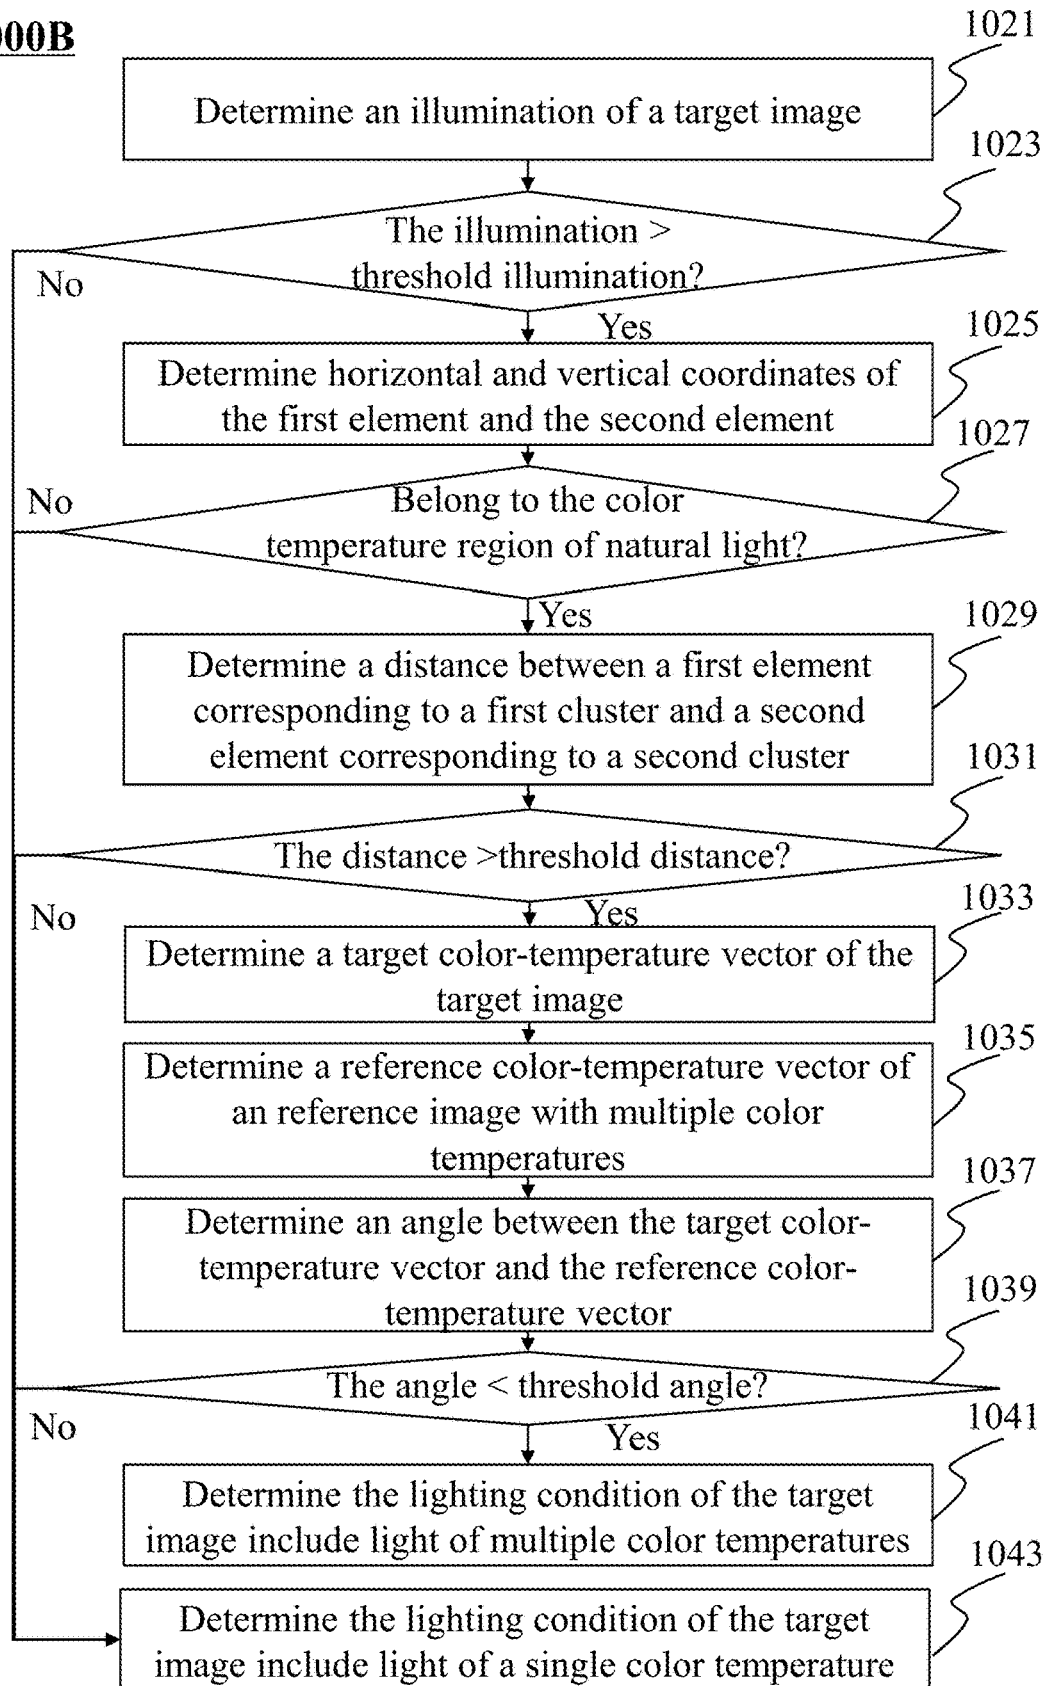 00B
1021
Determine an illumination of a target image
1023
The illumination >
threshold illumination?
No
Yes
1025
Determine horizontal and vertical coordinates of
the first element and the second element
1027
No
Belong to the color
temperature region of natural light?
Yes
1029
Determine a distance between a first element
corresponding to a first cluster and a second
element corresponding to a second cluster
1031
The distance >threshold distance?
No
Yes
1033
Determine a target color-temperature vector of the
target image
1035
Determine a reference color-temperature vector of
an reference image with multiple color
temperatures
1037
Determine an angle between the target color-
temperature vector and the reference color-
temperature vector
1039
The angle < threshold angle?
No
Yes
1041
Determine the lighting condition of the target
image include light of multiple color temperatures
1043
Determine the lighting condition of the target
image include light of a single color temperature